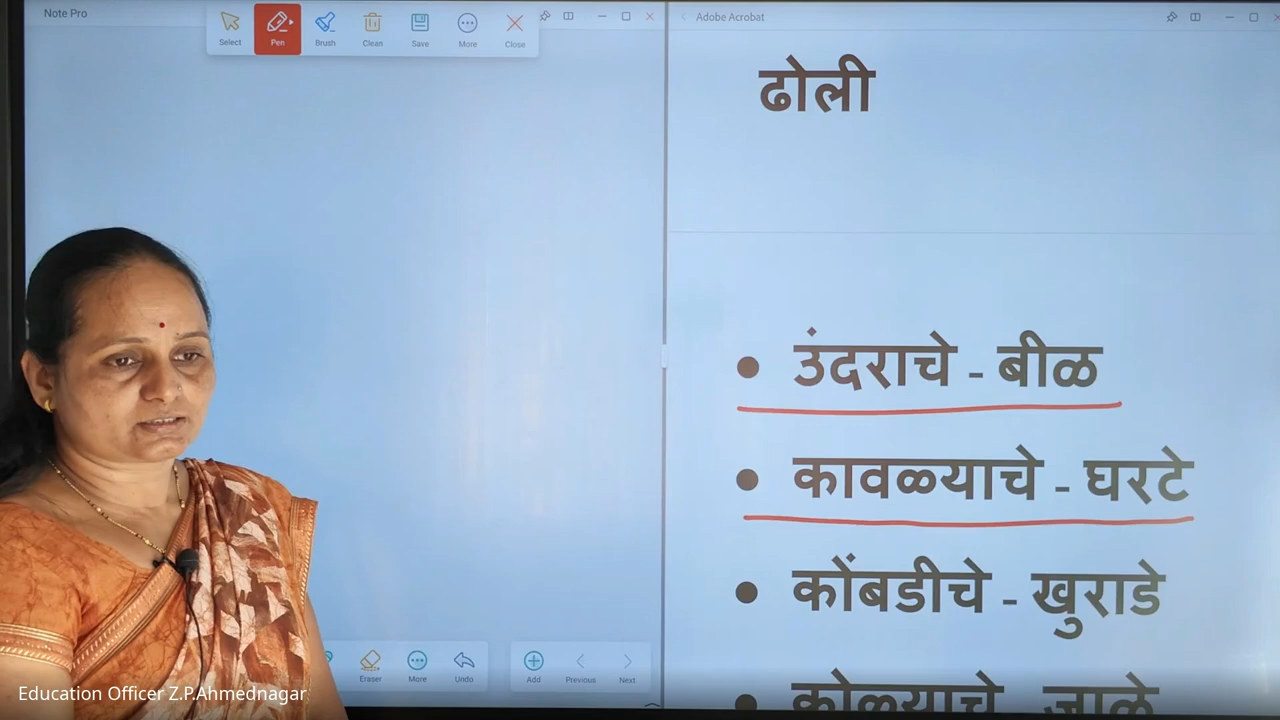 Note Pro
Select
Pen
Brush
Clean
Save
More
Close
Adobe Acrobat
ढोली
उंदराचे - बीळ
कावळ्याचे - घरटे
कोंबडीचे - खुराडे
कोळ्याचे - जाळे
Eraser
More
Undo
Add
Previous
Next
Education Officer Z.P.Ahmednagar